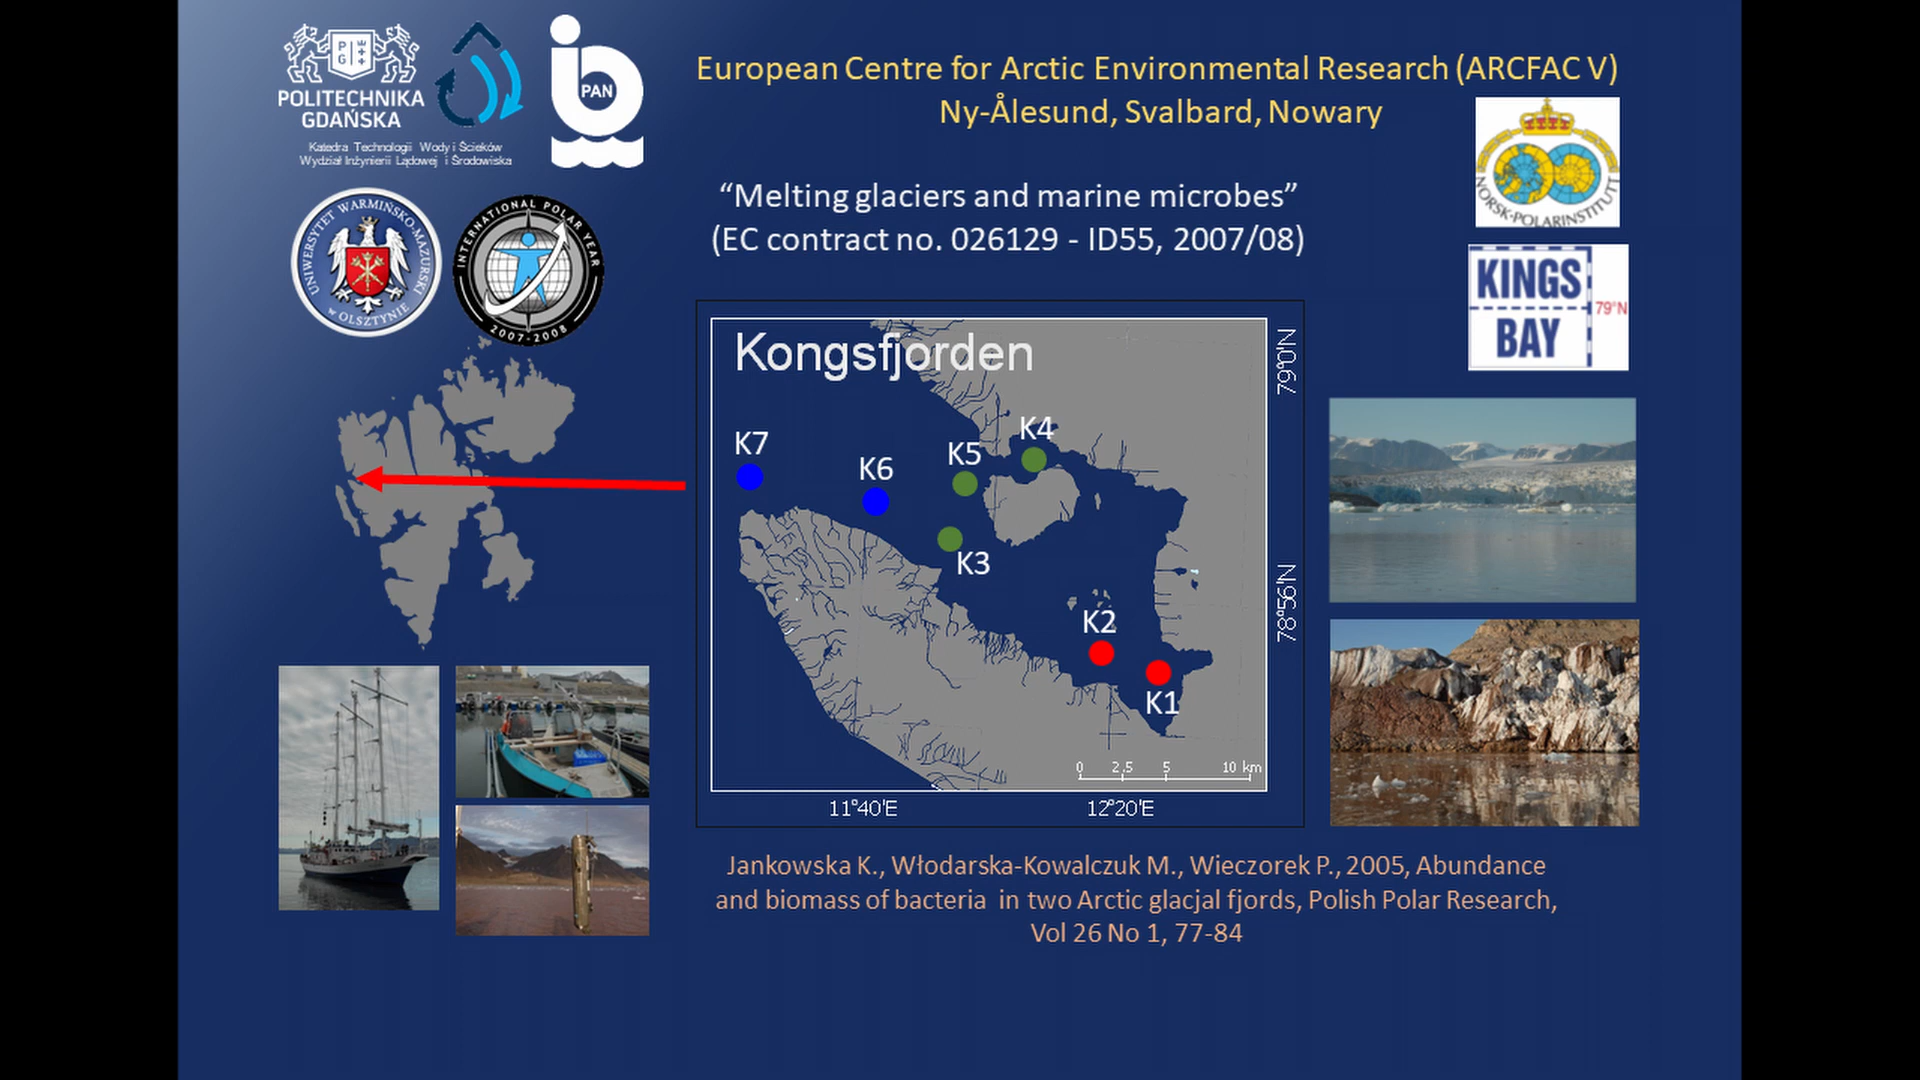 POLITECHNIKA
GDAŃSKA
Katedra Technologii Wody i Ścieków
Wydział Inżynierii Lądowej i Środowiska
PG
PAN
European Centre for Arctic Environmental Research (ARCFAC V)
Ny-Ålesund, Svalbard, Nowary
NORSK-POLARINSTITUTT
“Melting glaciers and marine microbes”
(EC contract no. 026129 - ID55, 2007/08)
UNIWERSYTET WARMIŃSKO-MAZURSKI
w OLSZTYNIE
INTERNATIONAL POLAR YEAR
2007-2008
KINGS
BAY
79°N
Kongsfjorden
K7
K6
K5
K4
K3
K2
K1
79°0'N
78°56'N
0 2,5 5 10 km
11°40'E 12°20'E
Jankowska K., Włodarska-Kowalczuk M., Wieczorek P., 2005, Abundance
and biomass of bacteria in two Arctic glacjal fjords, Polish Polar Research,
Vol 26 No 1, 77-84